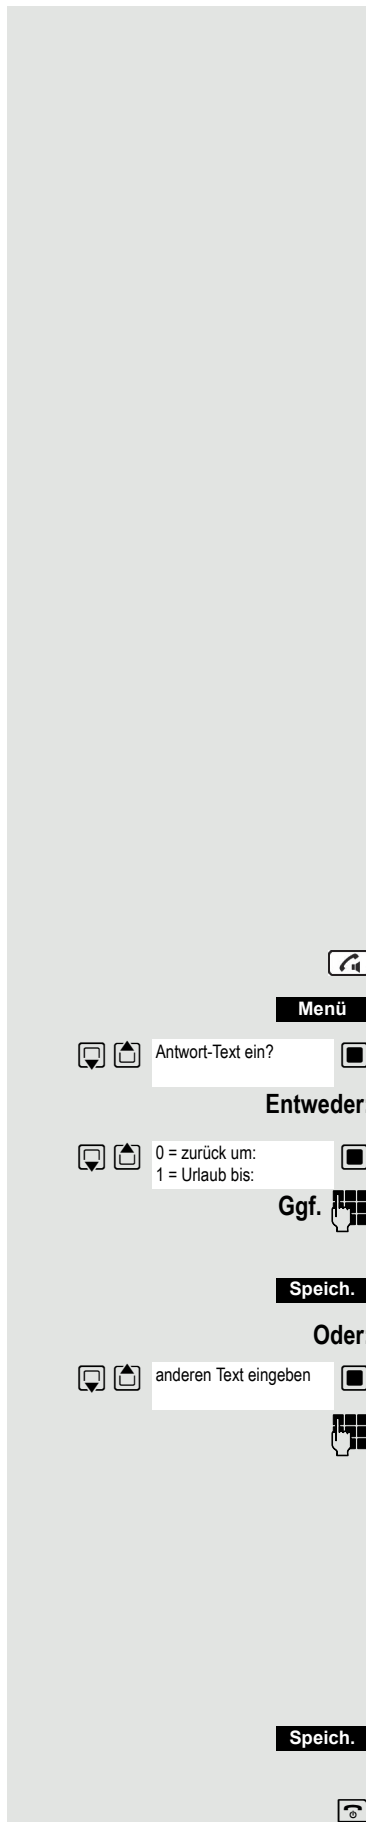 Menü
Antwort-Text ein?
Entweder:
0 = zurück um:
1 = Urlaub bis:
Ggf.
Speich.
Oder
anderen Text eingeben
Speich.